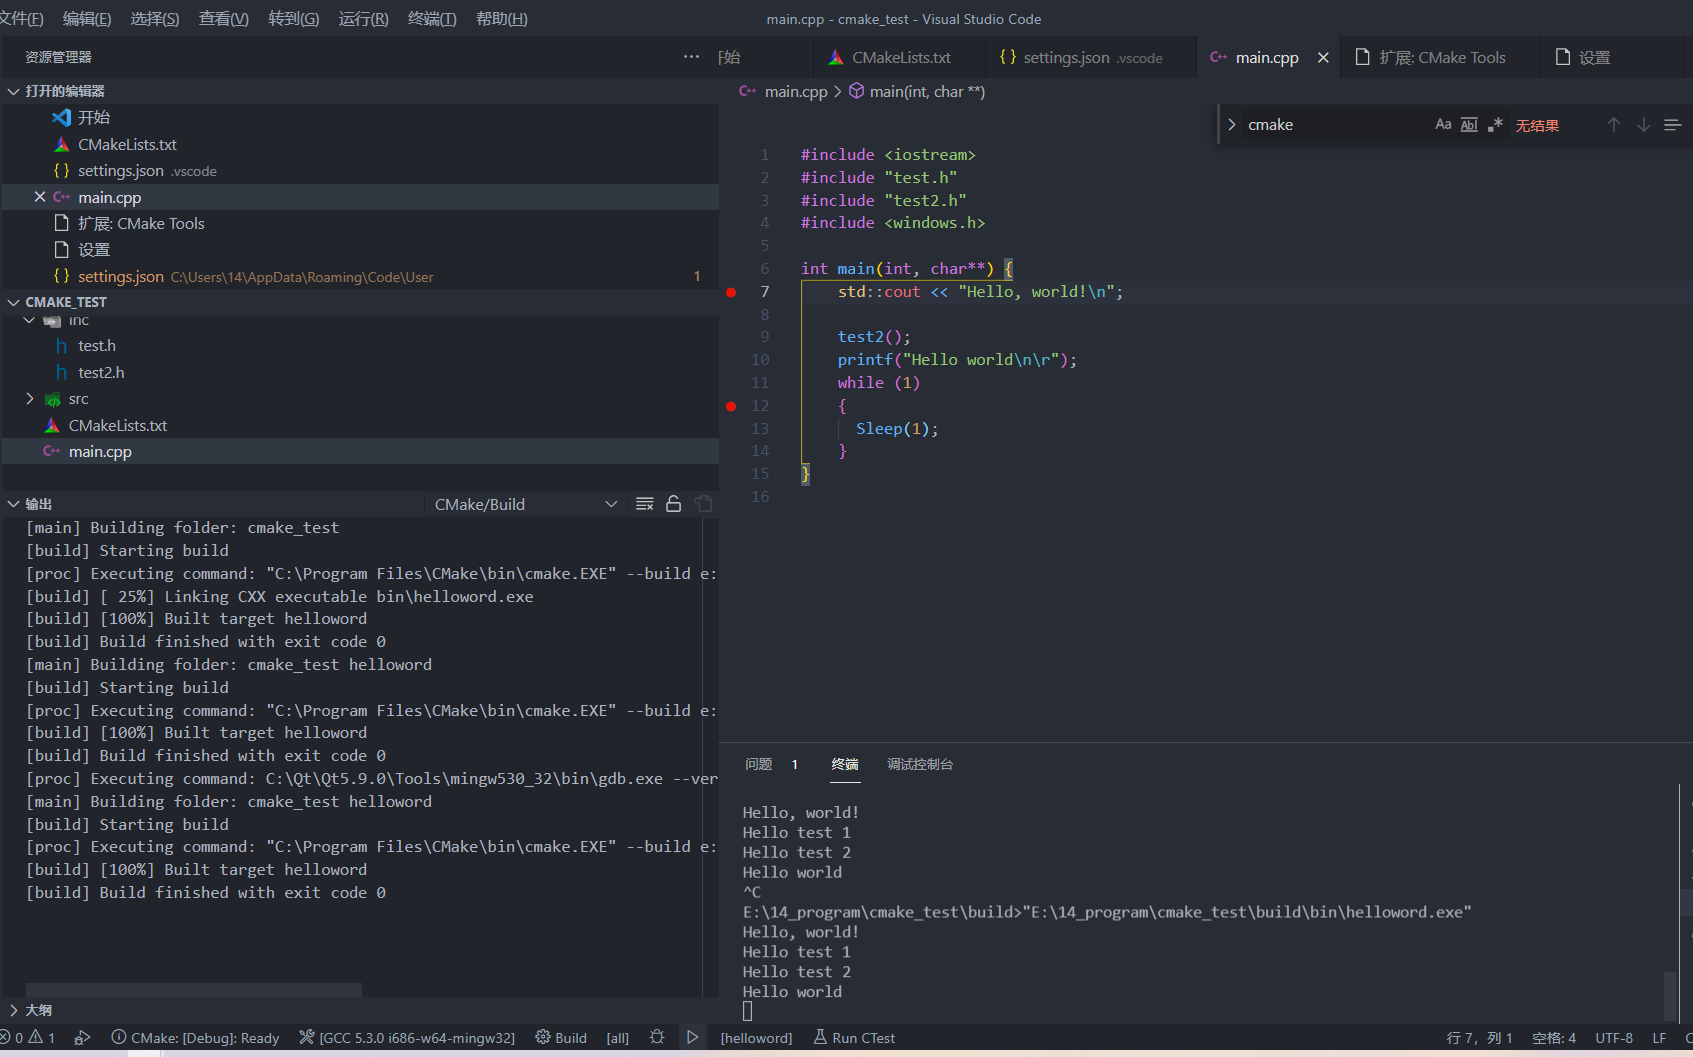 文件(F) 编辑(E) 选择(S) 查看(V) 转到(G) 运行(R) 终端(T) 帮助(H) main.cpp - cmake_test - Visual Studio Code
资源管理器 ··· CMakeLists.txt settings.json .vscode main.cpp 扩展: CMake Tools 设置
打开的编辑器
开始
CMakeLists.txt
settings.json .vscode
main.cpp
扩展: CMake Tools
设置
settings.json C:\Users\14\AppData\Roaming\Code\User 1
CMAKE_TEST
inc
test.h
test2.h
src
CMakeLists.txt
main.cpp
输出 CMake/Build
[main] Building folder: cmake_test
[build] Starting build
[proc] Executing command: "C:\Program Files\CMake\bin\cmake.EXE" --build e:
[build] [ 25%] Linking CXX executable bin\helloword.exe
[build] [100%] Built target helloword
[build] Build finished with exit code 0
[main] Building folder: cmake_test helloword
[build] Starting build
[proc] Executing command: "C:\Program Files\CMake\bin\cmake.EXE" --build e:
[build] [100%] Built target helloword
[build] Build finished with exit code 0
[proc] Executing command: C:\Qt\Qt5.9.0\Tools\mingw530_32\bin\gdb.exe --ver
[main] Building folder: cmake_test helloword
[build] Starting build
[proc] Executing command: "C:\Program Files\CMake\bin\cmake.EXE" --build e:
[build] [100%] Built target helloword
[build] Build finished with exit code 0
大纲
main.cpp > main(int, char **)
cmake Aa Abl .* 无结果
1 #include <iostream>
2 #include "test.h"
3 #include "test2.h"
4 #include <windows.h>
5
6 int main(int, char**) {
7 std::cout << "Hello, world!\n";
8
9 test2();
10 printf("Hello world\n\r");
11 while (1)
12 {
13 Sleep(1);
14 }
15 }
16
问题 1 终端 调试控制台
Hello, world!
Hello test 1
Hello test 2
Hello world
^C
E:\14_program\cmake_test\build>"E:\14_program\cmake_test\build\bin\helloword.exe"
Hello, world!
Hello test 1
Hello test 2
Hello world
0 1 CMake: [Debug]: Ready [GCC 5.3.0 i686-w64-mingw32] Build [all] [helloword] Run CTest 行 7, 列 1 空格: 4 UTF-8 LF